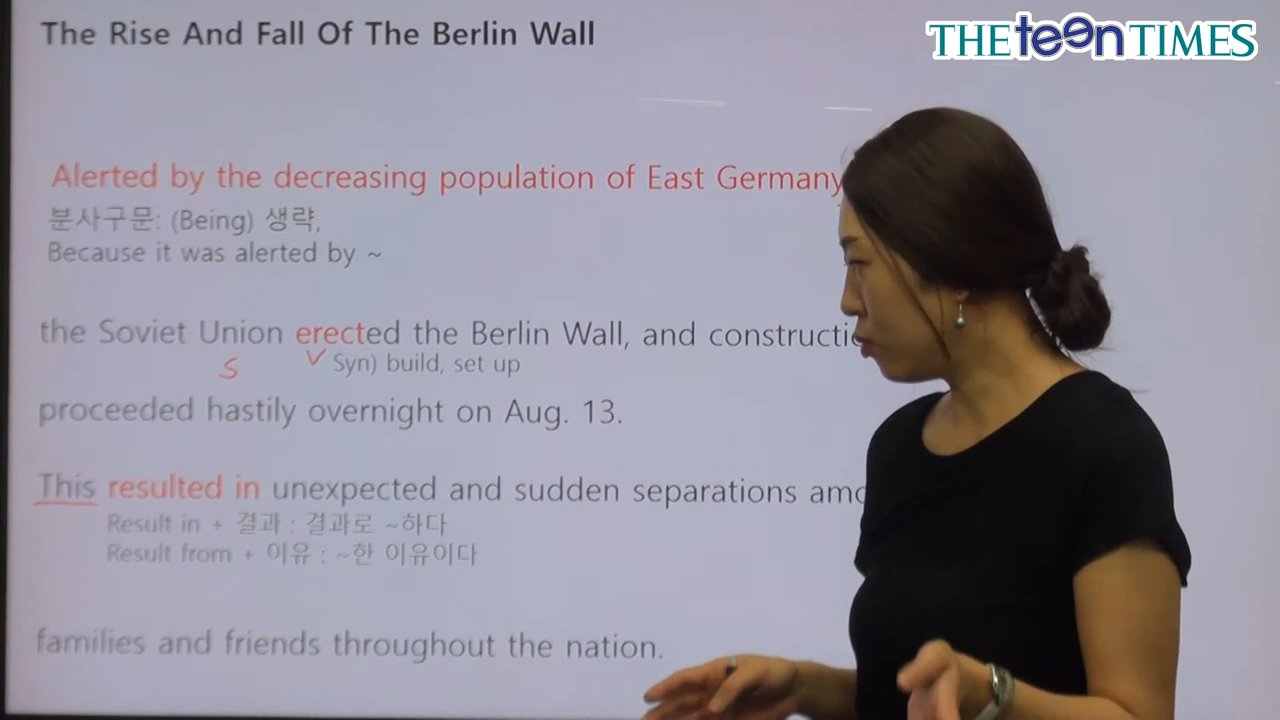 The Rise And Fall Of The Berlin Wall
THE teen TIMES
Alerted by the decreasing population of East Germany
분사구문: (Being) 생략,
Because it was alerted by ~
the Soviet Union erected the Berlin Wall, and
S
V
Syn) build, set up
proceeded hastily overnight on Aug. 13.
This resulted in unexpected and sudden separations
Result in + 결과 : 결과로 ~하다
Result from + 이유 : ~한 이유이다
families and friends throughout the nation.